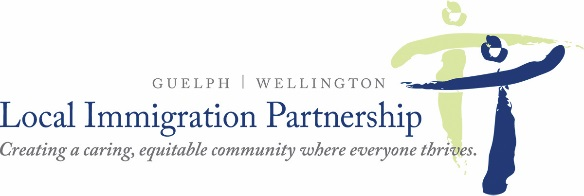 GUELPH | WELLINGTON
Local Immigration Partnership
Creating a caring, equitable community where everyone thrives.